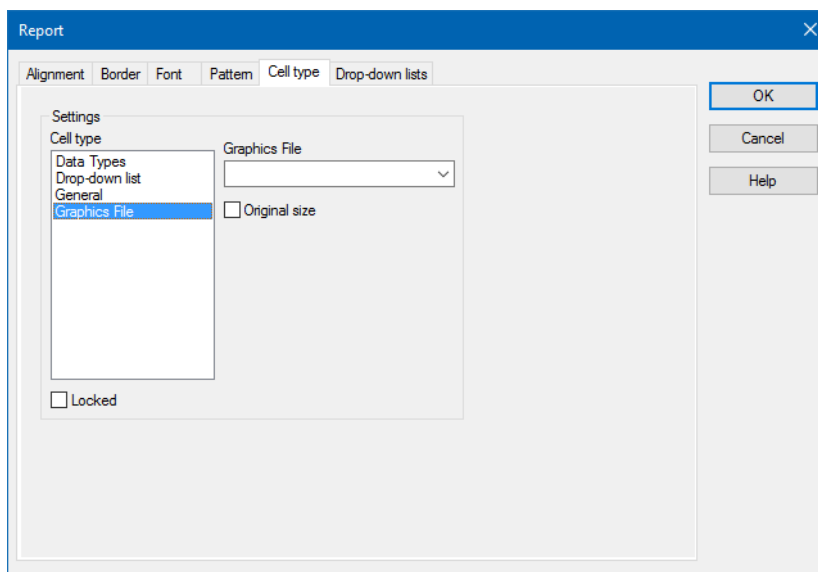 Report
Alignment Border Font Pattern Cell type Drop-down lists
OK
Cancel
Help
Settings
Cell type
Data Types
Drop-down list
General
Graphics File
Graphics File
Original size
Locked